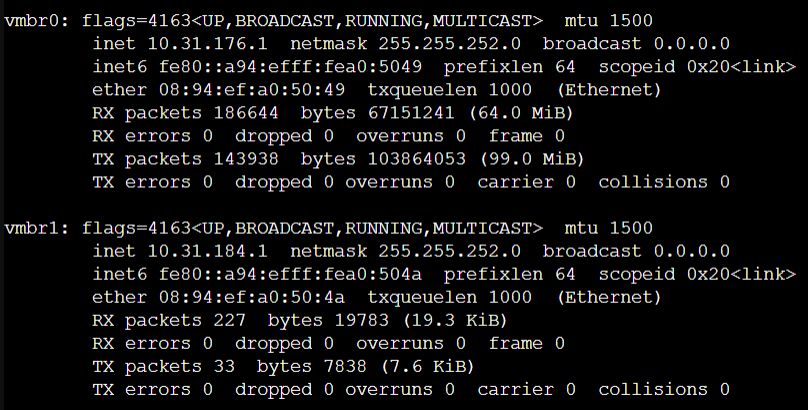 vmbr0: flags=4163<UP,BROADCAST,RUNNING,MULTICAST>  mtu 1500
        inet 10.31.176.1  netmask 255.255.252.0  broadcast 0.0.0.0
        inet6 fe80::a94:efff:fea0:5049  prefixlen 64  scopeid 0x20<link>
        ether 08:94:ef:a0:50:49  txqueuelen 1000  (Ethernet)
        RX packets 186644  bytes 67151241 (64.0 MiB)
        RX errors 0  dropped 0  overruns 0  frame 0
        TX packets 143938  bytes 103864053 (99.0 MiB)
        TX errors 0  dropped 0 overruns 0  carrier 0  collisions 0

vmbr1: flags=4163<UP,BROADCAST,RUNNING,MULTICAST>  mtu 1500
        inet 10.31.184.1  netmask 255.255.252.0  broadcast 0.0.0.0
        inet6 fe80::a94:efff:fea0:504a  prefixlen 64  scopeid 0x20<link>
        ether 08:94:ef:a0:50:4a  txqueuelen 1000  (Ethernet)
        RX packets 227  bytes 19783 (19.3 KiB)
        RX errors 0  dropped 0  overruns 0  frame 0
        TX packets 33  bytes 7838 (7.6 KiB)
        TX errors 0  dropped 0 overruns 0  carrier 0  collisions 0